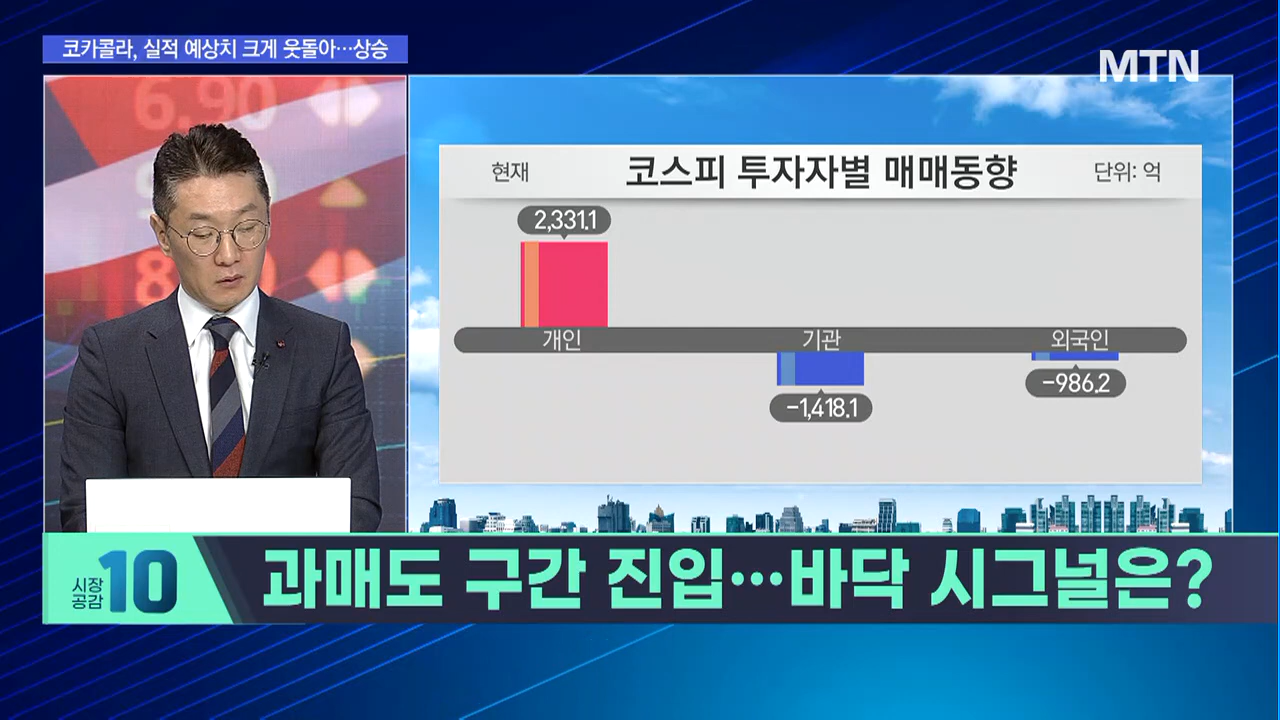 코카콜라, 실적 예상치 크게 웃돌아…상승
MTN
6.90
현재
코스피 투자자별 매매동향
단위: 억
2,331.1
개인
기관
외국인
-1,418.1
-986.2
시장
공감
10
과매도 구간 진입…바닥 시그널은?